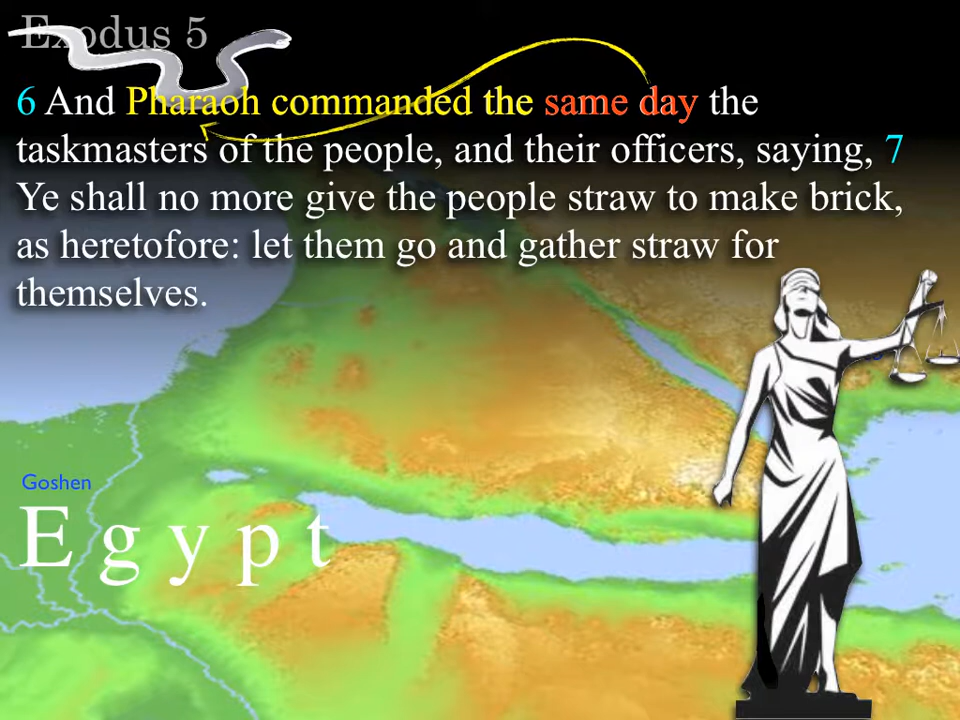 Exodus 5
6 And Pharaoh commanded the same day the
taskmasters of the people, and their officers, saying, 7
Ye shall no more give the people straw to make brick,
as heretofore: let them go and gather straw for
themselves.
Goshen
Egypt